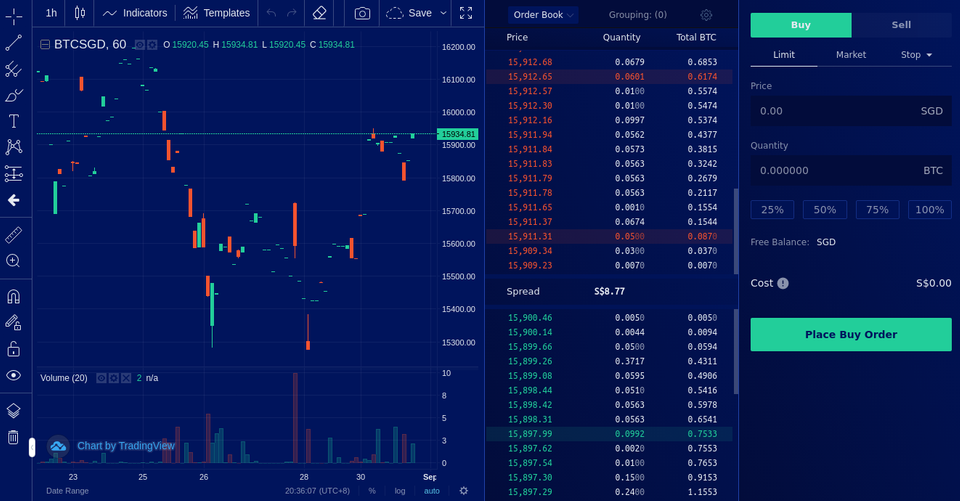 1h Indicators Templates Save
BTCSGD, 60 O 15920.45 H 15934.81 L 15920.45 C 15934.81
16200.00
16100.00
16000.00
15934.81
15900.00
15800.00
15700.00
15600.00
15500.00
15400.00
15300.00
Volume (20) 2 n/a
10
8
5
3
0
Chart by TradingView
23 25 26 28 30 Sep
Date Range 20:36:07 (UTC+8) % log auto
Order Book Grouping: (0)
Price Quantity Total BTC
15,912.68 0.0679 0.6853
15,912.65 0.0601 0.6174
15,912.57 0.0100 0.5574
15,912.30 0.0100 0.5474
15,912.16 0.0997 0.5374
15,911.94 0.0562 0.4377
15,911.84 0.0573 0.3815
15,911.83 0.0563 0.3242
15,911.79 0.0563 0.2679
15,911.78 0.0563 0.2117
15,911.65 0.0010 0.1554
15,911.37 0.0674 0.1544
15,911.31 0.0500 0.0870
15,909.34 0.0300 0.0370
15,909.23 0.0070 0.0070
Spread S$8.77
15,900.46 0.0050 0.0050
15,900.14 0.0044 0.0094
15,899.66 0.0500 0.0594
15,899.26 0.3717 0.4311
15,899.08 0.0595 0.4906
15,898.44 0.0510 0.5416
15,898.42 0.0563 0.5978
15,898.31 0.0563 0.6541
15,897.99 0.0992 0.7533
15,897.62 0.0020 0.7553
15,897.54 0.0100 0.7653
15,897.30 0.1500 0.9153
15,897.29 0.2400 1.1553
Buy Sell
Limit Market Stop
Price
0.00 SGD
Quantity
0.000000 BTC
25% 50% 75% 100%
Free Balance: SGD
Cost S$0.00
Place Buy Order